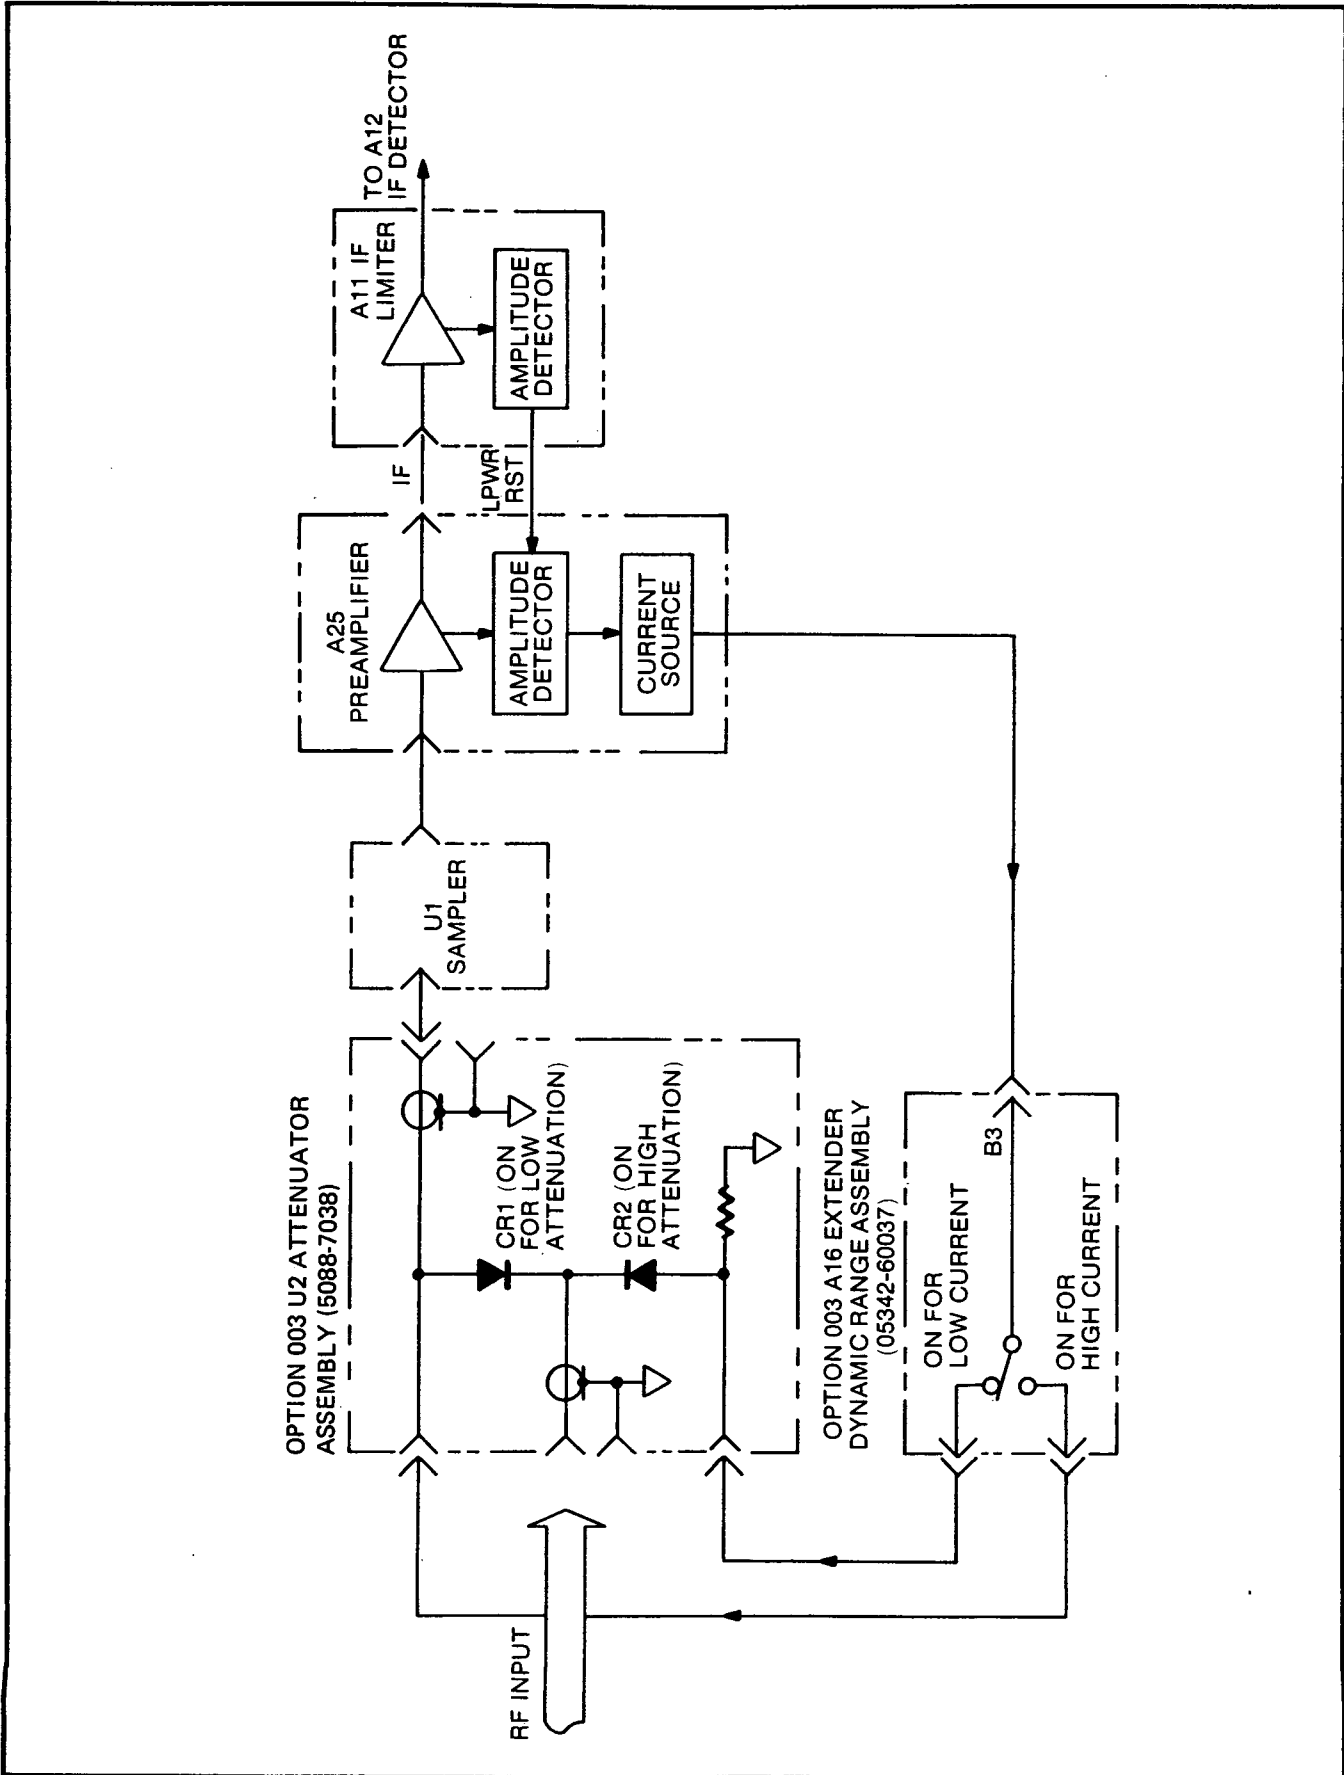 OPTION 003 U2 ATTENUATOR
ASSEMBLY (5088-7038)
U1
SAMPLER
A25
PREAMPLIFIER
A11 IF
LIMITER
TO A12
IF DETECTOR
IF
RF INPUT
CR1 (ON
FOR LOW
ATTENUATION)
CR2 (ON
FOR HIGH
ATTENUATION)
AMPLITUDE
DETECTOR
LPWR
RST
AMPLITUDE
DETECTOR
CURRENT
SOURCE
OPTION 003 A16 EXTENDER
DYNAMIC RANGE ASSEMBLY
(05342-60037)
ON FOR
LOW CURRENT
B3
ON FOR
HIGH CURRENT